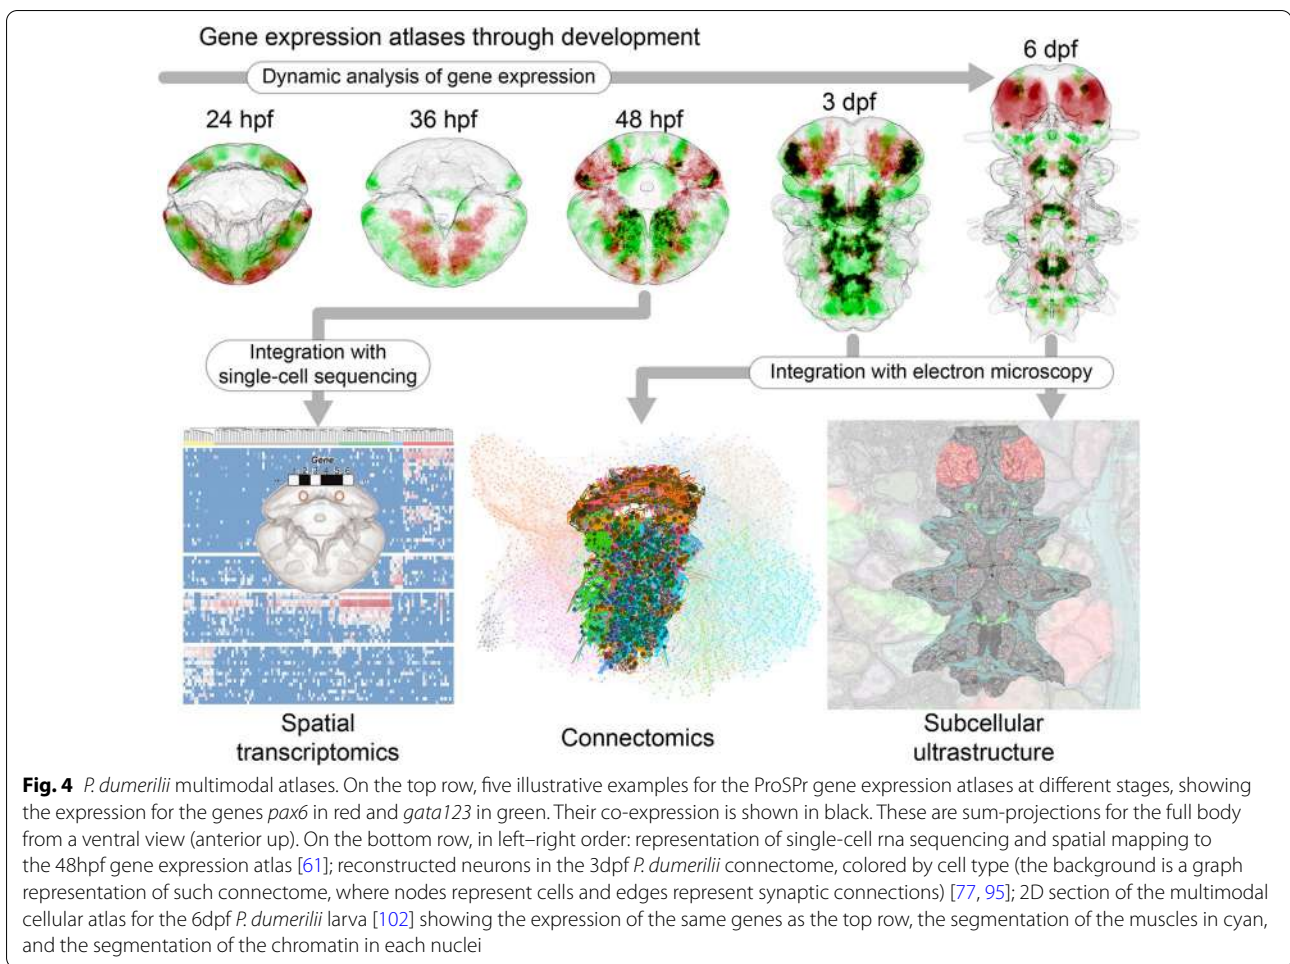 Gene expression atlases through development
Dynamic analysis of gene expression
24 hpf
36 hpf
48 hpf
3 dpf
6 dpf
Integration with
single-cell sequencing
Integration with electron microscopy
Gene
Spatial
transcriptomics
Connectomics
Subcellular
ultrastructure
Fig. 4 P. dumerilii multimodal atlases. On the top row, five illustrative examples for the ProSPr gene expression atlases at different stages, showing
the expression for the genes pax6 in red and gata123 in green. Their co-expression is shown in black. These are sum-projections for the full body
from a ventral view (anterior up). On the bottom row, in left–right order: representation of single-cell rna sequencing and spatial mapping to
the 48hpf gene expression atlas [61]; reconstructed neurons in the 3dpf P. dumerilii connectome, colored by cell type (the background is a graph
representation of such connectome, where nodes represent cells and edges represent synaptic connections) [77, 95]; 2D section of the multimodal
cellular atlas for the 6dpf P. dumerilii larva [102] showing the expression of the same genes as the top row, the segmentation of the muscles in cyan,
and the segmentation of the chromatin in each nuclei